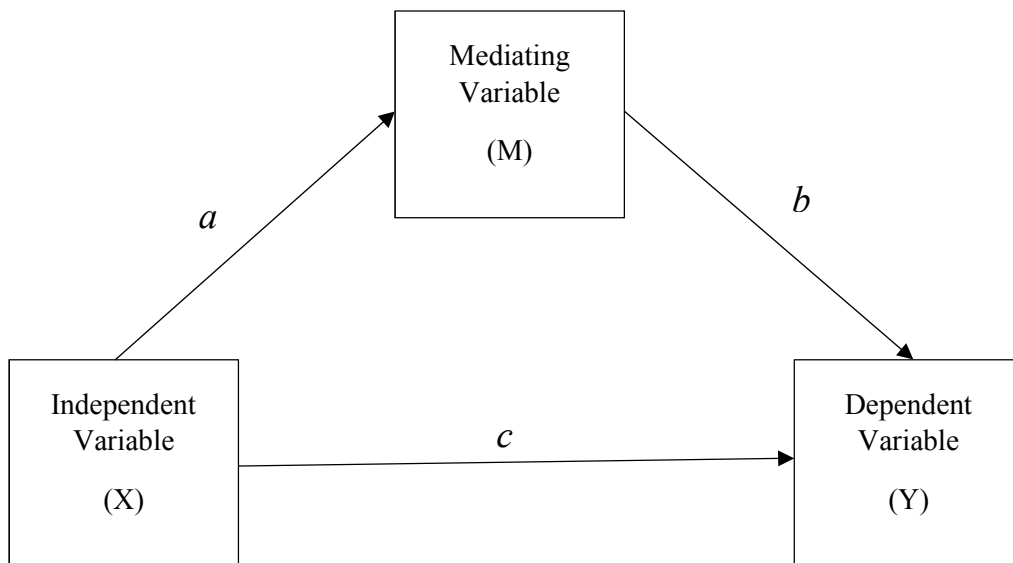 Mediating
Variable
(M)
a
b
Independent
Variable
(X)
c
Dependent
Variable
(Y)